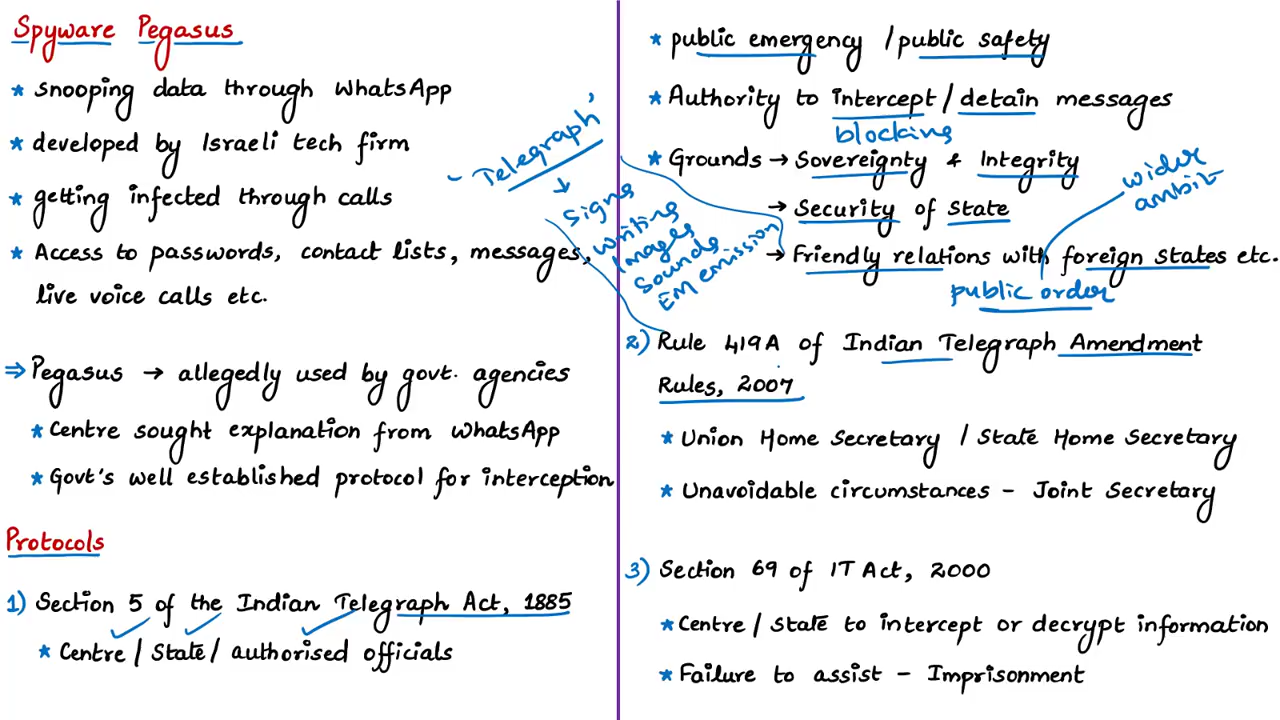 Spyware Pegasus
* snooping data through WhatsApp
* developed by Israeli tech firm
* getting infected through calls
* Access to passwords, contact lists, messages,
live voice calls etc.
⇒ Pegasus → allegedly used by govt. agencies
* Centre sought explanation from WhatsApp
* Govt's well established protocol for interception
Protocols
1) Section 5 of the Indian Telegraph Act, 1885
* Centre / State / authorised officials
- 'Telegraph'
↓
Signs
Writing
Images
Sounds
EM emission
* public emergency / public safety
* Authority to intercept / detain messages
blocking
* Grounds → Sovereignty & Integrity
→ Security of State
→ Friendly relations with foreign states etc.
public order
wider
ambit
2) Rule 419A of Indian Telegraph Amendment
Rules, 2007
* Union Home Secretary / State Home Secretary
* Unavoidable circumstances - Joint Secretary
3) Section 69 of IT Act, 2000
* Centre / State to intercept or decrypt information
* Failure to assist - Imprisonment